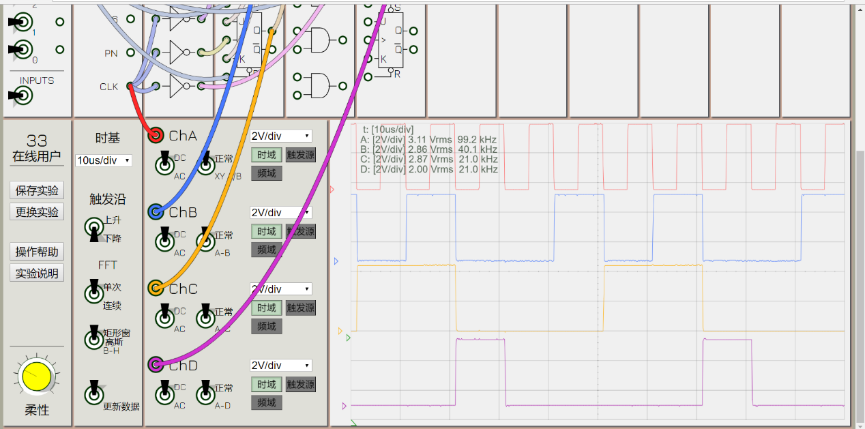 2
1
0
INPUTS
B
PN
CLK
J
>
K
Q
Q
S
J
>
K
R
Q
Q
33
在线用户
保存实验
更换实验
操作帮助
实验说明
柔性
时基
10us/div
触发沿
上升
下降
FFT
单次
连续
矩形窗
高斯
B-H
更新数据
ChA
2V/div
DC
AC
正常
XY A/B
时域
触发源
频域
ChB
2V/div
DC
AC
正常
A-B
时域
触发源
频域
ChC
2V/div
DC
AC
正常
时域
触发源
频域
ChD
2V/div
DC
AC
正常
A-D
时域
触发源
频域
t: [10us/div]
A: [2V/div] 3.11 Vrms 99.2 kHz
B: [2V/div] 2.86 Vrms 40.1 kHz
C: [2V/div] 2.87 Vrms 21.0 kHz
D: [2V/div] 2.00 Vrms 21.0 kHz